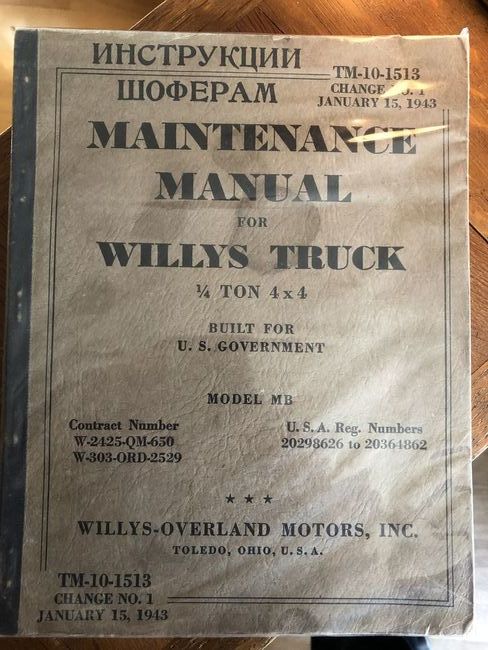 ИНСТРУКЦИИ
ШОФЕРАМ
TM-10-1513
CHANGE NO. 1
JANUARY 15, 1943
MAINTENANCE
MANUAL
FOR
WILLYS TRUCK
¼ TON 4x4
BUILT FOR
U. S. GOVERNMENT
MODEL MB
Contract Number
W-2425-QM-650
W-303-ORD-2529
U. S. A. Reg. Numbers
20298626 to 20364862
★ ★ ★
WILLYS-OVERLAND MOTORS, INC.
TOLEDO, OHIO, U. S. A.
TM-10-1513
CHANGE NO. 1
JANUARY 15, 1943